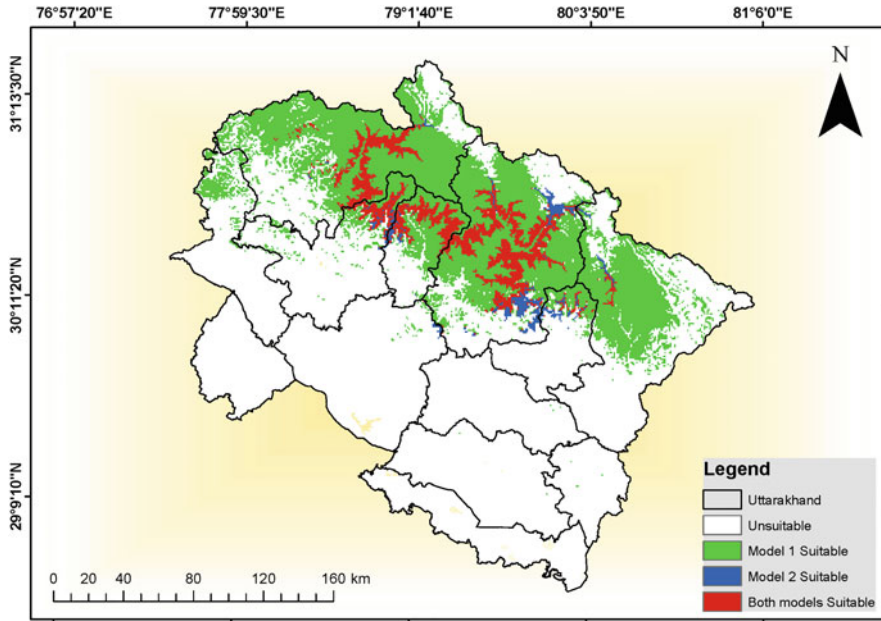 76°57'20"E 77°59'30"E 79°1'40"E 80°3'50"E 81°6'0"E
31°13'30"N
30°11'20"N
29°9'10"N
N
Legend
Uttarakhand
Unsuitable
Model 1 Suitable
Model 2 Suitable
Both models Suitable
0 20 40 80 120 160 km